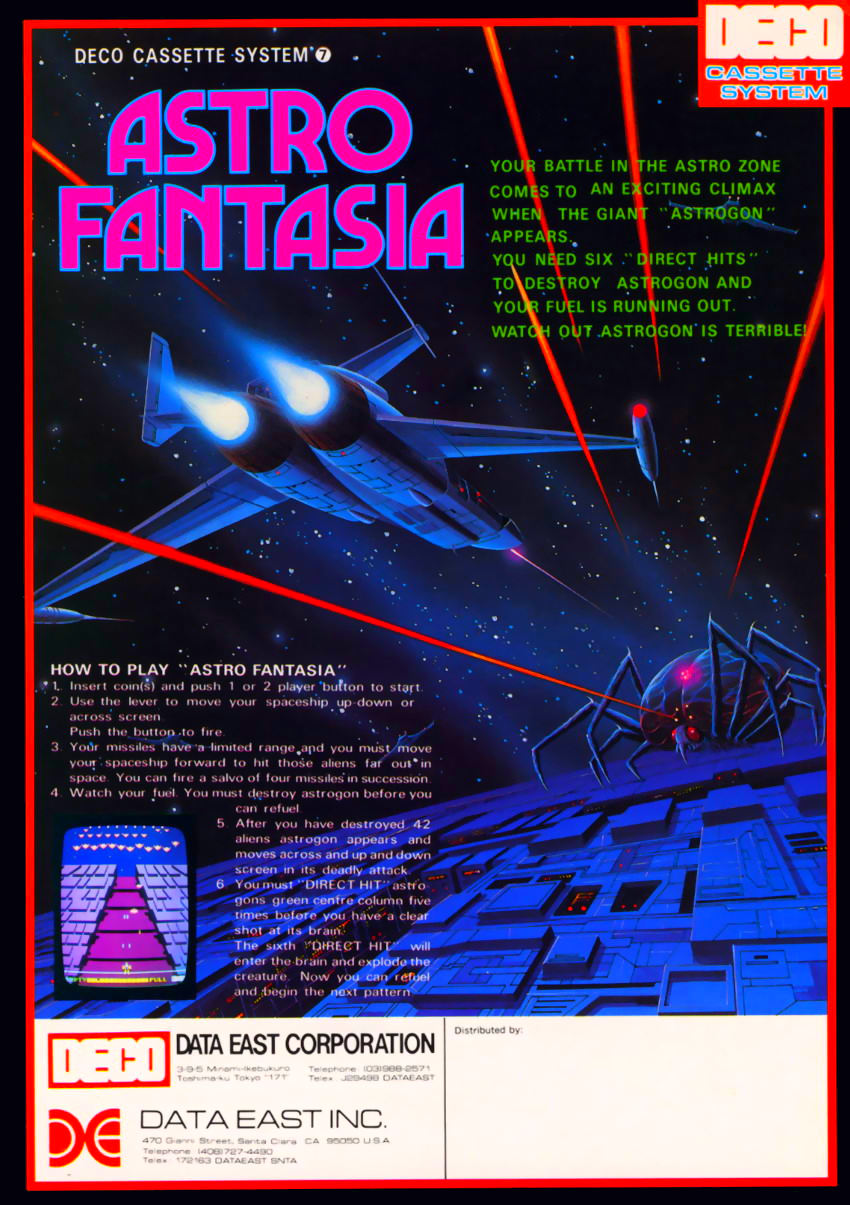 DECO CASSETTE SYSTEM 7
DECO
CASSETTE
SYSTEM
ASTRO
FANTASIA
YOUR BATTLE IN THE ASTRO ZONE
COMES TO AN EXCITING CLIMAX
WHEN THE GIANT "ASTROGON"
APPEARS.
YOU NEED SIX "DIRECT HITS"
TO DESTROY ASTROGON AND
YOUR FUEL IS RUNNING OUT.
WATCH OUT ASTROGON IS TERRIBLE!
HOW TO PLAY "ASTRO FANTASIA"
1. Insert coin(s) and push 1 or 2 player button to start.
2. Use the lever to move your spaceship up-down or
across screen.
Push the button to fire.
3. Your missiles have a limited range and you must move
your spaceship forward to hit those aliens far out in
space. You can fire a salvo of four missiles in succession.
4. Watch your fuel. You must destroy astrogon before you
can refuel.
5. After you have destroyed 42
aliens astrogon appears and
moves across and up and down
screen in its deadly attack.
6. You must "DIRECT HIT" astro-
gons green centre column five
times before you have a clear
shot at its brain.
The sixth "DIRECT HIT" will
enter the brain and explode the
creature. Now you can refuel
and begin the next pattern.
FULL
DECO
DATA EAST CORPORATION
3-9-5 Minami-Ikebukuro
Toshima-ku Tokyo "171"
Telephone: (03)988-2571
Telex: J29498 DATAEAST
DATA EAST INC.
470 Gianni Street, Santa Clara CA 95050 U.S.A
Telephone: (408)727-4490
Telex: 172163 DATAEAST SNTA
Distributed by: